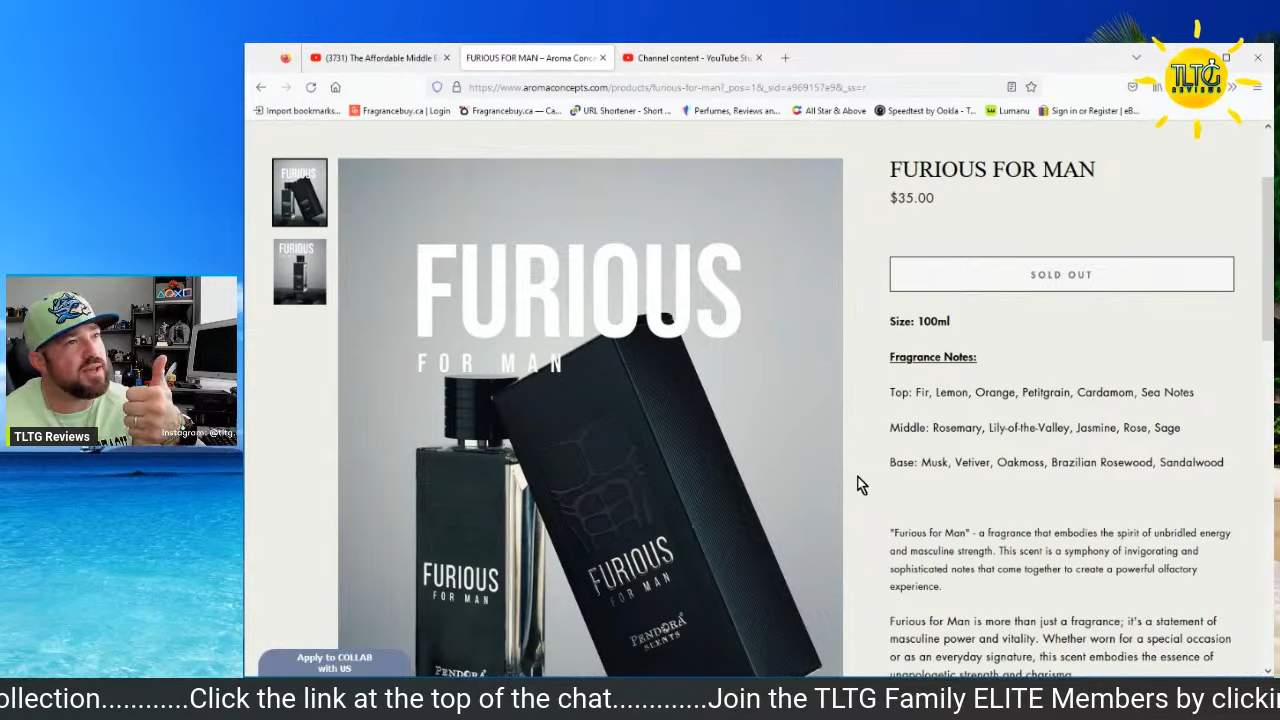 (3731) The Affordable Middle E
FURIOUS FOR MAN – Aroma Conce
Channel content - YouTube Stu
TLTG
REVIEWS
https://www.aromaconcepts.com/products/furious-for-man?_pos=1&_sid=a969157e9&_ss=r
Import bookmarks...
Fragrancebuy.ca | Login
Fragrancebuy.ca — Ca...
URL Shortener - Short ...
Perfumes, Reviews an...
All Star & Above
Speedtest by Ookla - T...
Lumanu
Sign in or Register | eB...
FURIOUS
FURIOUS
FURIOUS
FOR MAN
FURIOUS
FOR MAN
PENDORA
SCENTS
FURIOUS
FOR MAN
PENDORA
FURIOUS FOR MAN
$35.00
SOLD OUT
Size: 100ml
Fragrance Notes:
Top: Fir, Lemon, Orange, Petitgrain, Cardamom, Sea Notes
Middle: Rosemary, Lily-of-the-Valley, Jasmine, Rose, Sage
Base: Musk, Vetiver, Oakmoss, Brazilian Rosewood, Sandalwood
"Furious for Man" - a fragrance that embodies the spirit of unbridled energy
and masculine strength. This scent is a symphony of invigorating and
sophisticated notes that come together to create a powerful olfactory
experience.
Furious for Man is more than just a fragrance; it's a statement of
masculine power and vitality. Whether worn for a special occasion
or as an everyday signature, this scent embodies the essence of
unapologetic strength and charisma.
TLTG Reviews
Instagram: @tltg
Apply to COLLAB
with US
ollection............Click the link at the top of the chat.............Join the TLTG Family ELITE Members by clicki